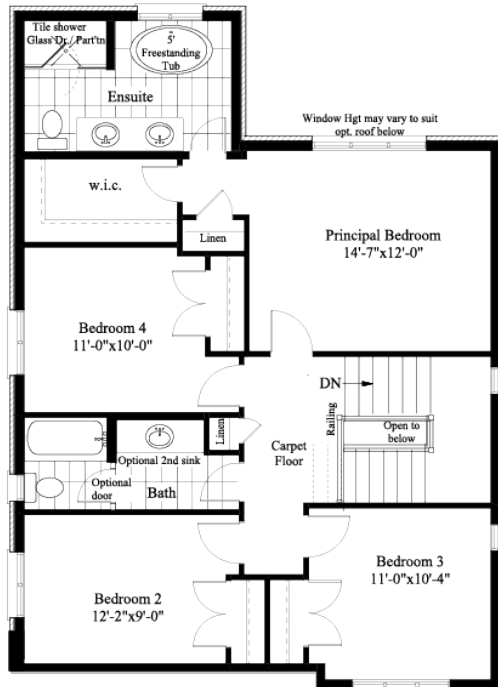 Tile shower
Glass Dr / Part'tn
5'
Freestanding
Tub
Ensuite
Window Hgt may vary to suit
opt. roof below
w.i.c.
Linen
Principal Bedroom
14'-7"x12'-0"
Bedroom 4
11'-0"x10'-0"
DN
Railing
Open to
below
Linen
Carpet
Floor
Optional 2nd sink
Optional
door
Bath
Bedroom 3
11'-0"x10'-4"
Bedroom 2
12'-2"x9'-0"